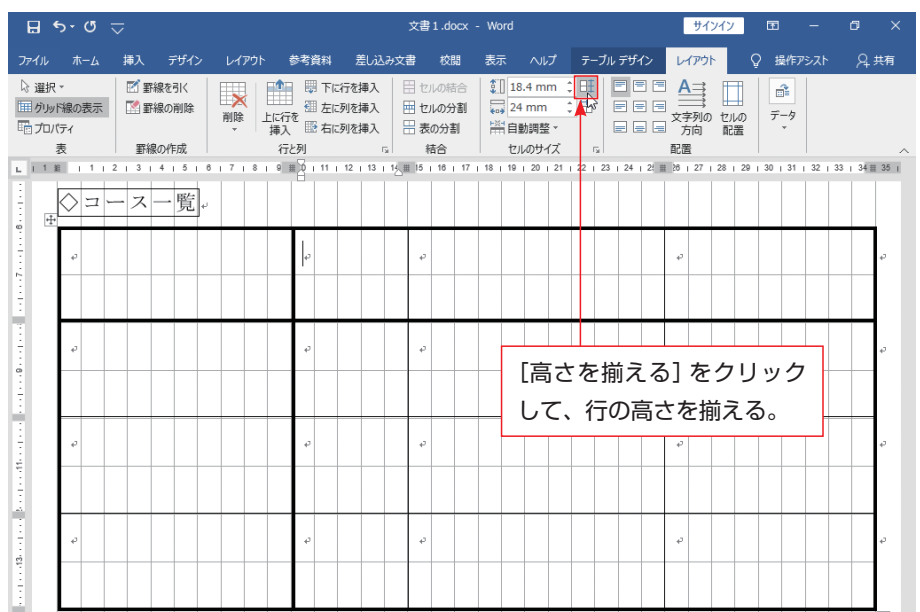 文書1.docx - Word
サインイン
ファイル ホーム 挿入 デザイン レイアウト 参考資料 差し込み文書 校閲 表示 ヘルプ テーブル デザイン レイアウト 操作アシスト 共有
選択
グリッド線の表示
プロパティ
表
罫線を引く
罫線の削除
罫線の作成
削除
上に行を
挿入
下に行を挿入
左に列を挿入
右に列を挿入
行と列
セルの結合
セルの分割
表の分割
結合
18.4 mm
24 mm
自動調整
セルのサイズ
A
文字列の
方向
セルの
配置
配置
データ
◇コース一覧
[高さを揃える] をクリック
して、行の高さを揃える。